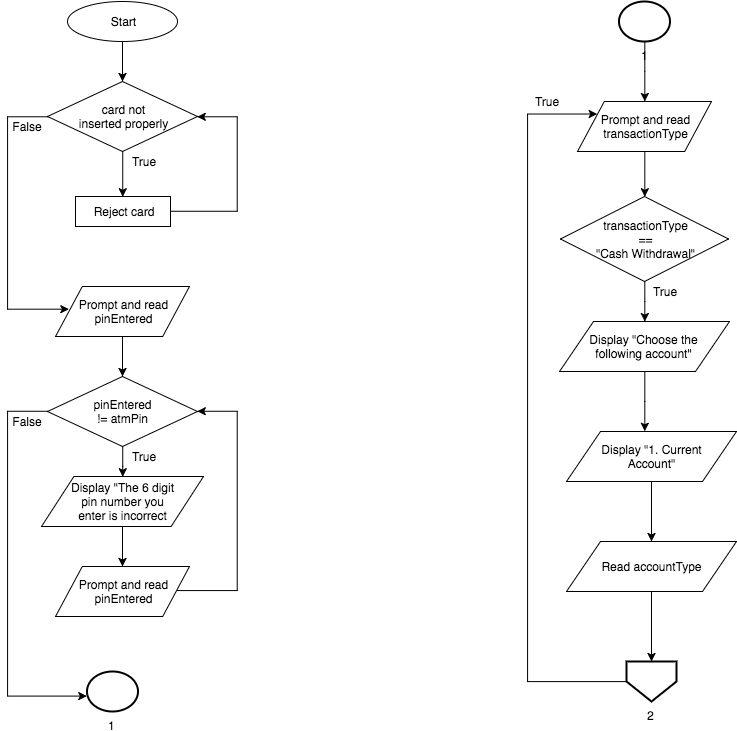 Start
card not
inserted properly
False
True
Reject card
Prompt and read
pinEntered
pinEntered
!= atmPin
False
True
Display "The 6 digit
pin number you
enter is incorrect
Prompt and read
pinEntered
1
1
True
Prompt and read
transactionType
transactionType
==
"Cash Withdrawal"
True
Display "Choose the
following account"
Display "1. Current
Account"
Read accountType
2